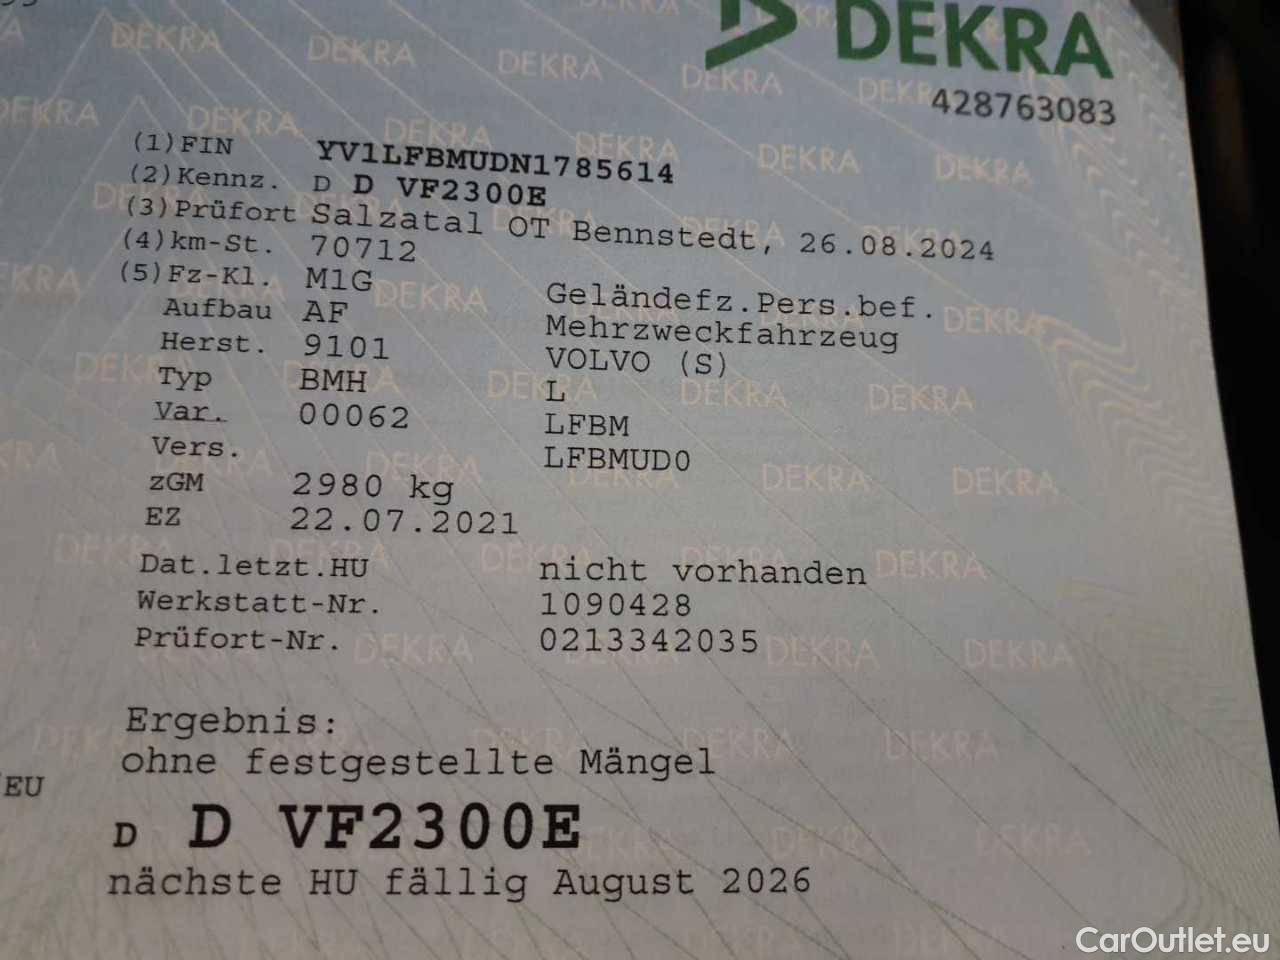 DEKRA
428763083
(1)FIN YV1LFBMUDN1785614
(2)Kennz. D D VF2300E
(3)Prüfort Salzatal OT Bennstedt, 26.08.2024
(4)km-St. 70712
(5)Fz-Kl. M1G Geländefz.Pers.bef.
Aufbau AF Mehrzweckfahrzeug
Herst. 9101 VOLVO (S)
Typ BMH L
Var. 00062 LFBM
Vers. LFBMUD0
zGM 2980 kg
EZ 22.07.2021
Dat.letzt.HU nicht vorhanden
Werkstatt-Nr. 1090428
Prüfort-Nr. 0213342035
Ergebnis:
ohne festgestellte Mängel
EU
D D VF2300E
nächste HU fällig August 2026
CarOutlet.eu